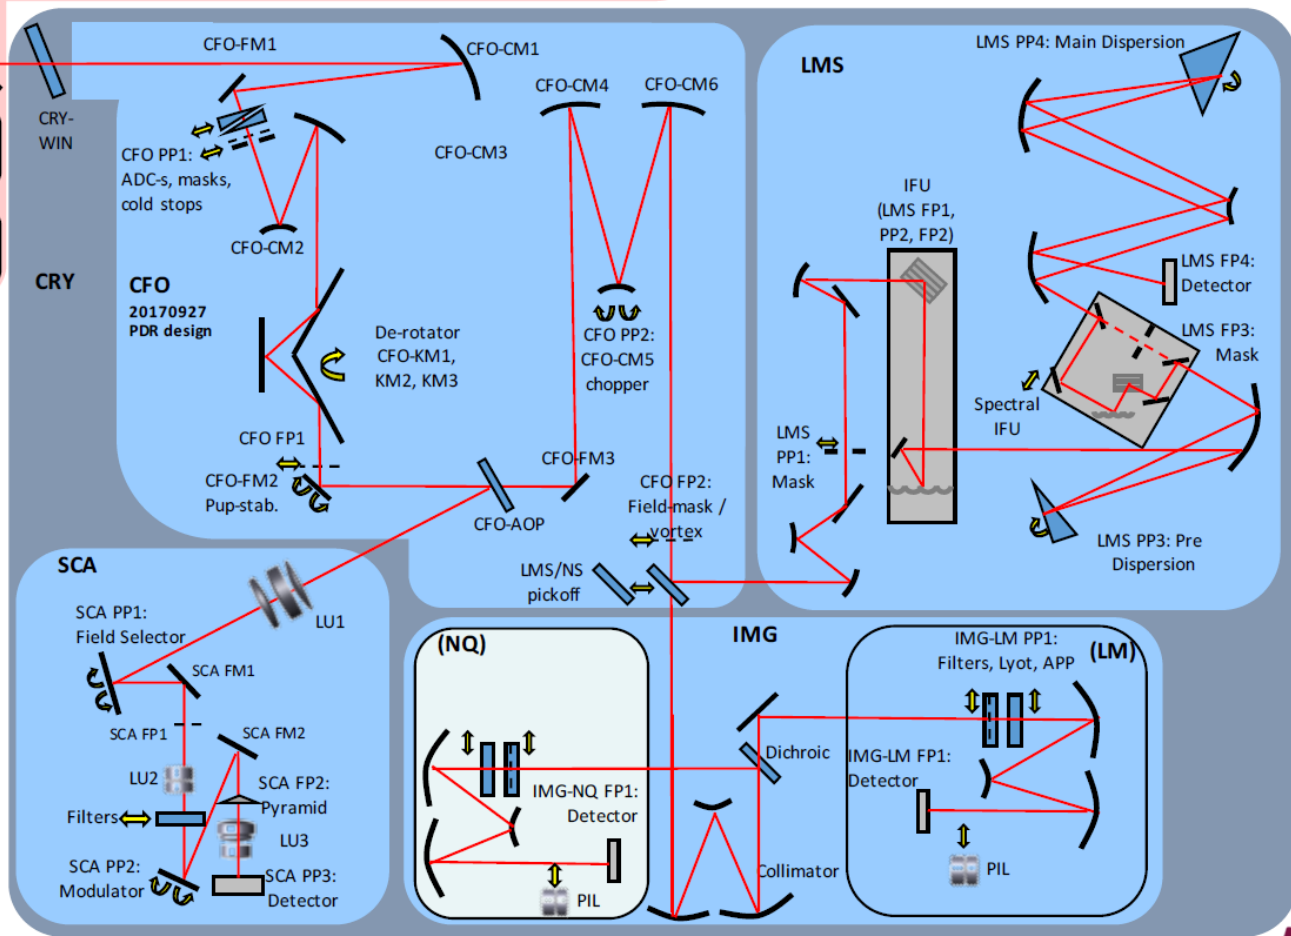 CFO-FM1
CFO-CM1
CRY-
WIN
CFO PP1:
ADC-s, masks,
cold stops
CFO-CM3
CFO-CM4
CFO-CM6
CFO-CM2
CRY
CFO
20170927
PDR design
De-rotator
CFO-KM1,
KM2, KM3
CFO PP2:
CFO-CM5
chopper
CFO FP1
CFO-FM2
Pup-stab.
CFO-AOP
CFO-FM3
CFO FP2:
Field-mask /
vortex
LMS/NS
pickoff
LMS
LMS PP4: Main Dispersion
IFU
(LMS FP1,
PP2, FP2)
LMS FP4:
Detector
LMS FP3:
Mask
Spectral
IFU
LMS
PP1:
Mask
LMS PP3: Pre
Dispersion
SCA
SCA PP1:
Field Selector
LU1
SCA FM1
SCA FP1
SCA FM2
LU2
SCA FP2:
Pyramid
Filters
LU3
SCA PP2:
Modulator
SCA PP3:
Detector
IMG
(NQ)
IMG-NQ FP1:
Detector
PIL
Dichroic
Collimator
(LM)
IMG-LM PP1:
Filters, Lyot, APP
IMG-LM FP1:
Detector
PIL